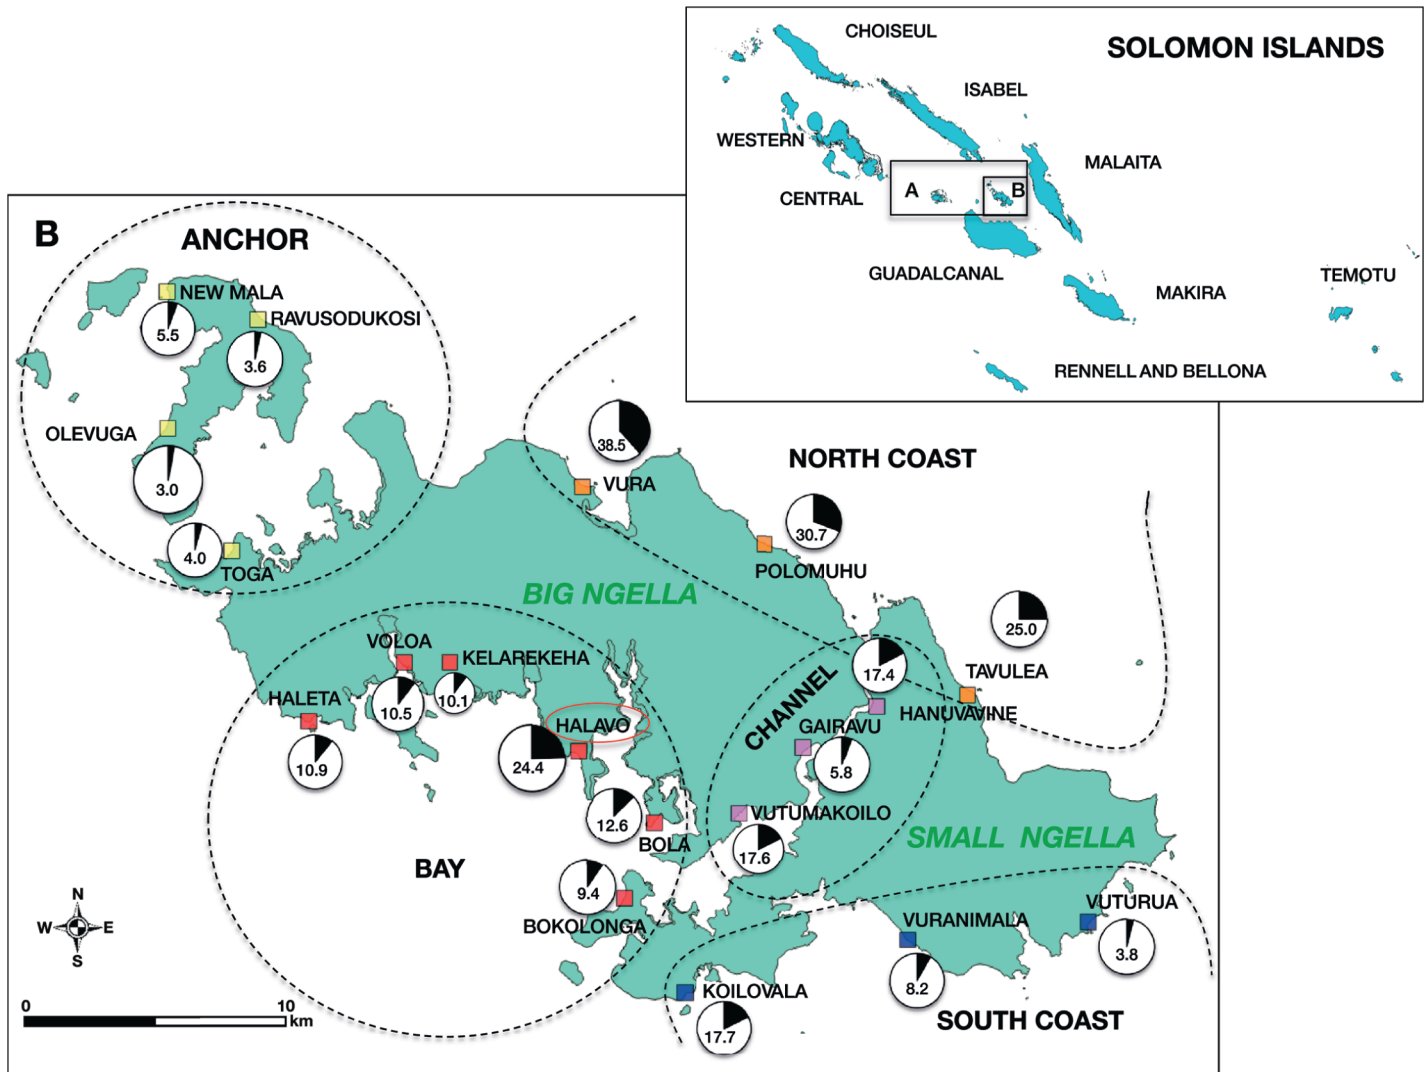 SOLOMON ISLANDS
CHOISEUL
ISABEL
WESTERN
MALAITA
CENTRAL
A
B
GUADALCANAL
MAKIRA
TEMOTU
RENNELL AND BELLONA
B
ANCHOR
NEW MALA
5.5
RAVUSODUKOSI
3.6
OLEVUGA
3.0
4.0
TOGA
NORTH COAST
38.5
VURA
30.7
POLOMUHU
25.0
TAVULEA
BIG NGELLA
CHANNEL
17.4
HANUVAVINE
GAIRAVU
5.8
VUTUMAKOILO
17.6
VOLOA
10.5
KELAREKEHA
10.1
HALETA
10.9
HALAVO
24.4
12.6
BOLA
BAY
9.4
BOKOLONGA
SMALL NGELLA
VUTURUA
3.8
VURANIMALA
8.2
KOILOVALA
17.7
SOUTH COAST
N
W E
S
0 10
km